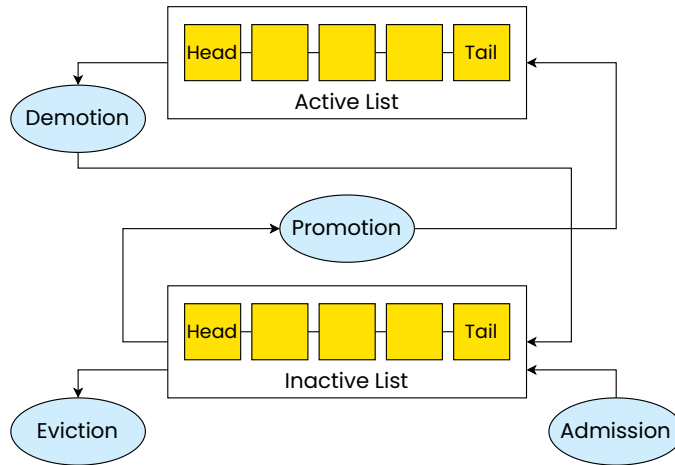 Head
Tail
Active List
Demotion
Promotion
Head
Tail
Inactive List
Eviction
Admission